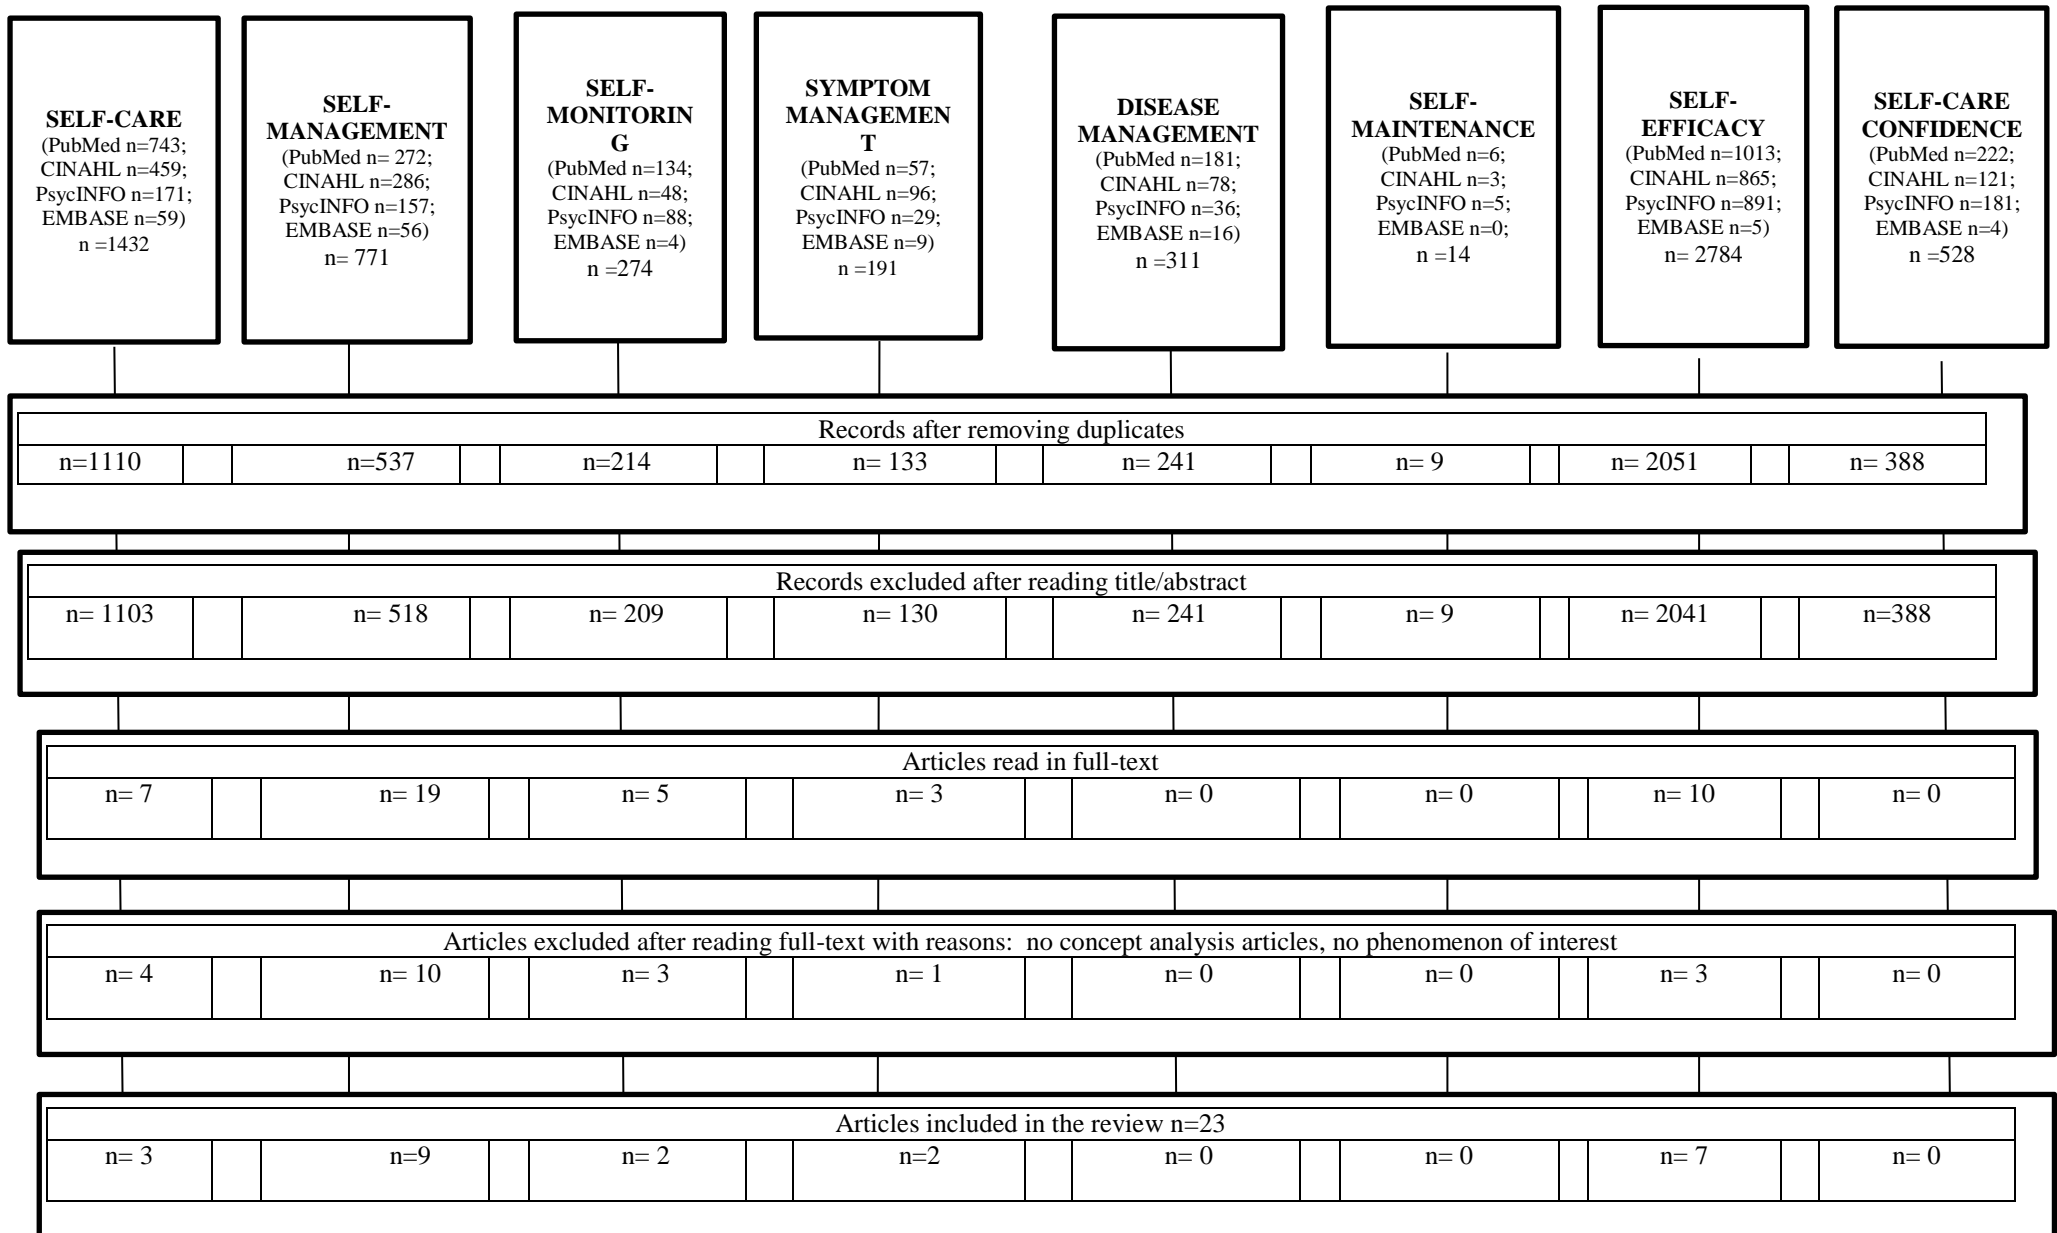 SELF-CARE
(PubMed n=743;
CINAHL n=459;
PsycINFO n=171;
EMBASE n=59)
n =1432
SELF-
MANAGEMENT
(PubMed n= 272;
CINAHL n=286;
PsycINFO n=157;
EMBASE n=56)
n= 771
SELF-
MONITORIN
G
(PubMed n=134;
CINAHL n=48;
PsycINFO n=88;
EMBASE n=4)
n =274
SYMPTOM
MANAGEMEN
T
(PubMed n=57;
CINAHL n=96;
PsycINFO n=29;
EMBASE n=9)
n =191
DISEASE
MANAGEMENT
(PubMed n=181;
CINAHL n=78;
PsycINFO n=36;
EMBASE n=16)
n =311
SELF-
MAINTENANCE
(PubMed n=6;
CINAHL n=3;
PsycINFO n=5;
EMBASE n=0;
n =14
SELF-
EFFICACY
(PubMed n=1013;
CINAHL n=865;
PsycINFO n=891;
EMBASE n=5)
n= 2784
SELF-CARE
CONFIDENCE
(PubMed n=222;
CINAHL n=121;
PsycINFO n=181;
EMBASE n=4)
n =528
Records after removing duplicates
n=1110 n=537 n=214 n= 133 n= 241 n= 9 n= 2051 n= 388
Records excluded after reading title/abstract
n= 1103 n= 518 n= 209 n= 130 n= 241 n= 9 n= 2041 n=388
Articles read in full-text
n= 7 n= 19 n= 5 n= 3 n= 0 n= 0 n= 10 n= 0
Articles excluded after reading full-text with reasons: no concept analysis articles, no phenomenon of interest
n= 4 n= 10 n= 3 n= 1 n= 0 n= 0 n= 3 n= 0
Articles included in the review n=23
n= 3 n=9 n= 2 n=2 n= 0 n= 0 n= 7 n= 0